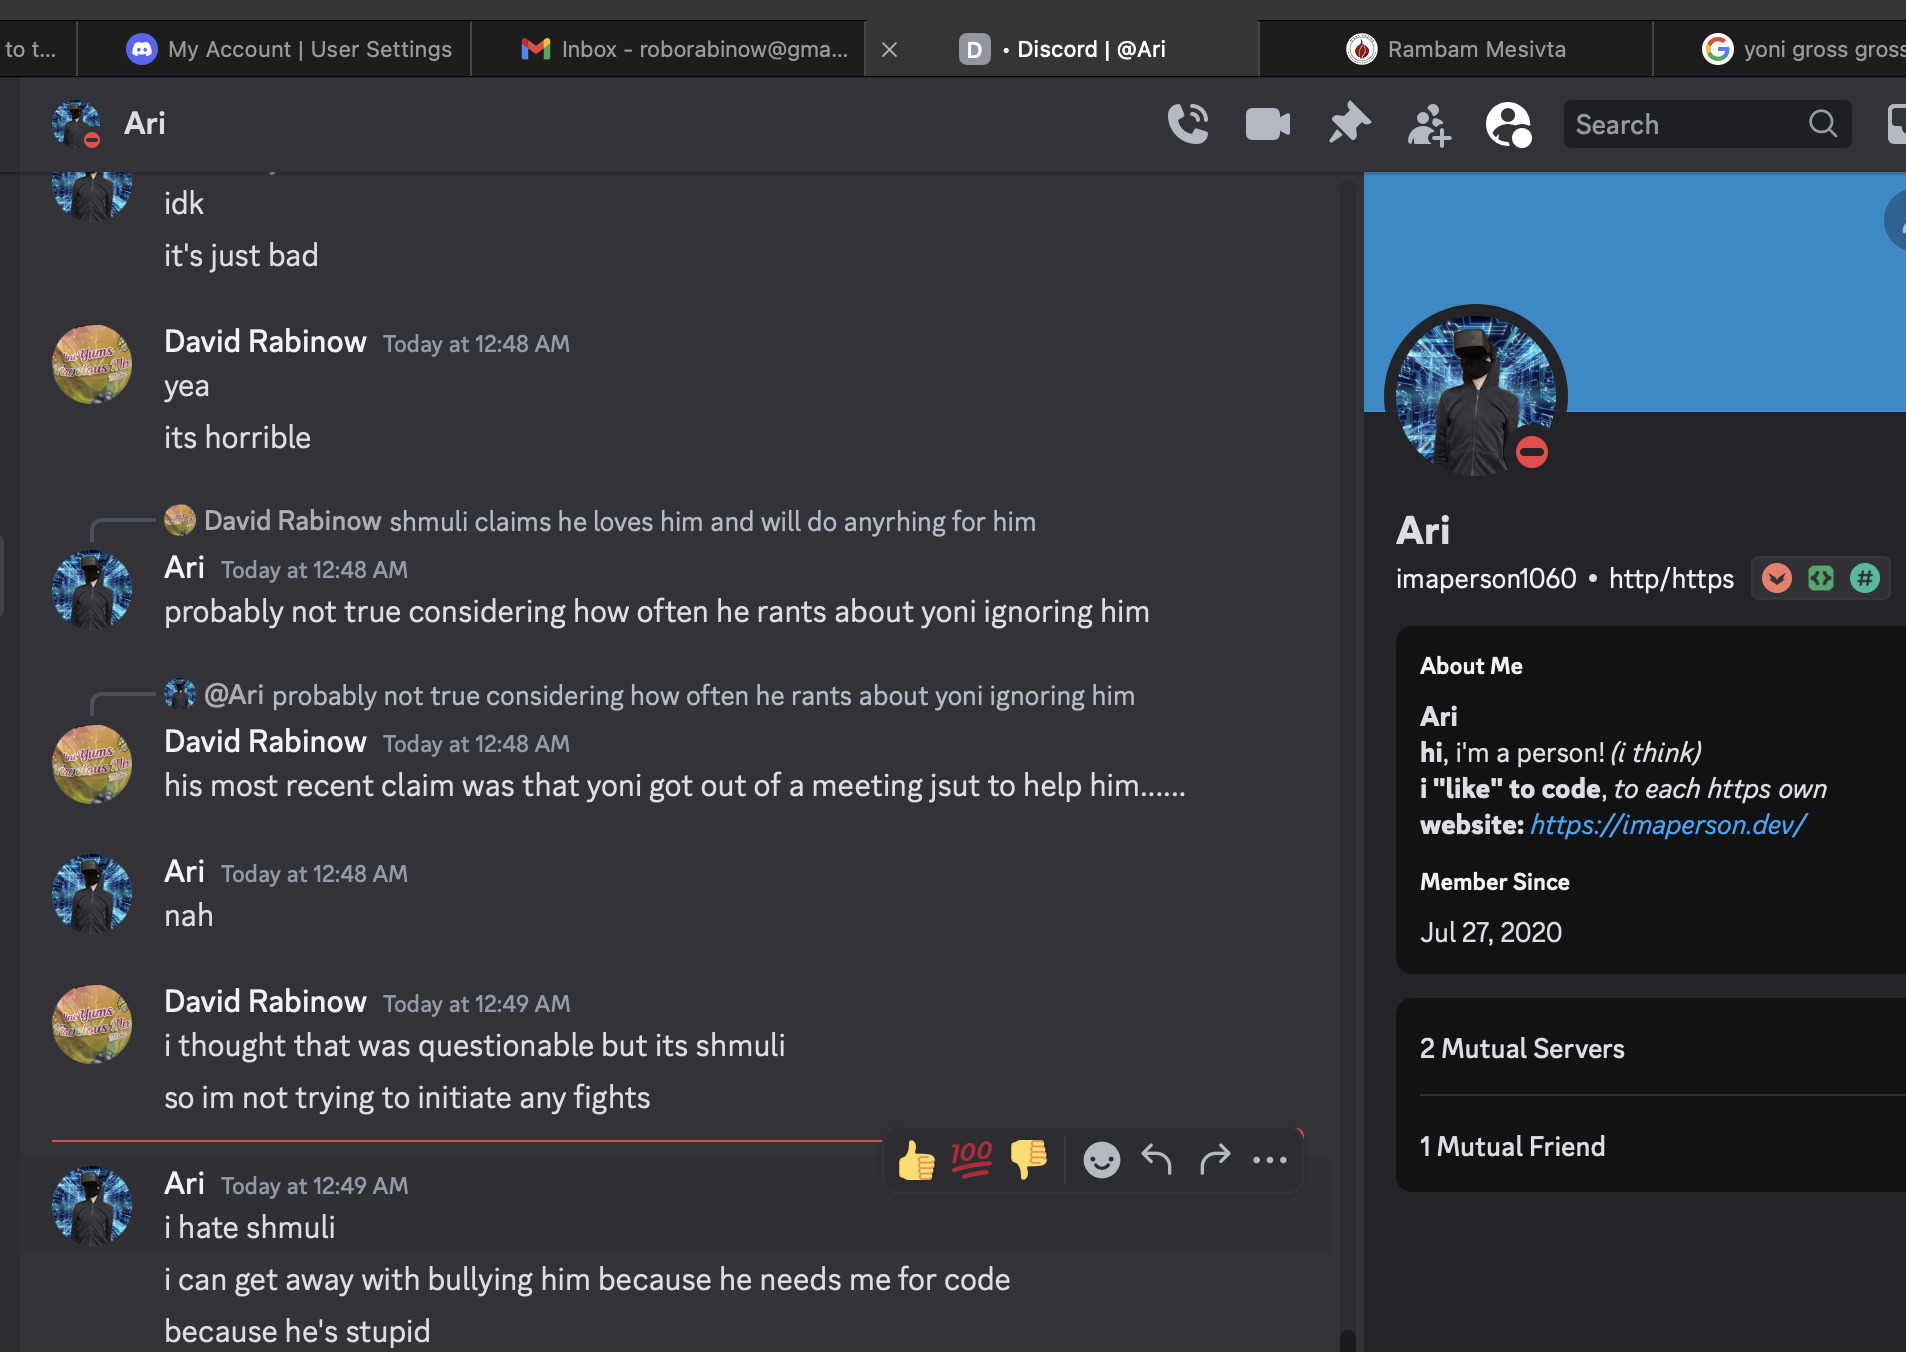 to t...
My Account | User Settings
Inbox - roborabinow@gma...
D • Discord | @Ari
Rambam Mesivta
yoni gross gross
Ari
Search
idk
it's just bad
David Rabinow Today at 12:48 AM
yea
its horrible
David Rabinow shmuli claims he loves him and will do anyrhing for him
Ari Today at 12:48 AM
probably not true considering how often he rants about yoni ignoring him
@Ari probably not true considering how often he rants about yoni ignoring him
David Rabinow Today at 12:48 AM
his most recent claim was that yoni got out of a meeting jsut to help him......
Ari Today at 12:48 AM
nah
David Rabinow Today at 12:49 AM
i thought that was questionable but its shmuli
so im not trying to initiate any fights
Ari Today at 12:49 AM
i hate shmuli
i can get away with bullying him because he needs me for code
because he's stupid
Ari
imaperson1060 • http/https
About Me
Ari
hi, i'm a person! (i think)
i "like" to code, to each https own
website: https://imaperson.dev/
Member Since
Jul 27, 2020
2 Mutual Servers
1 Mutual Friend